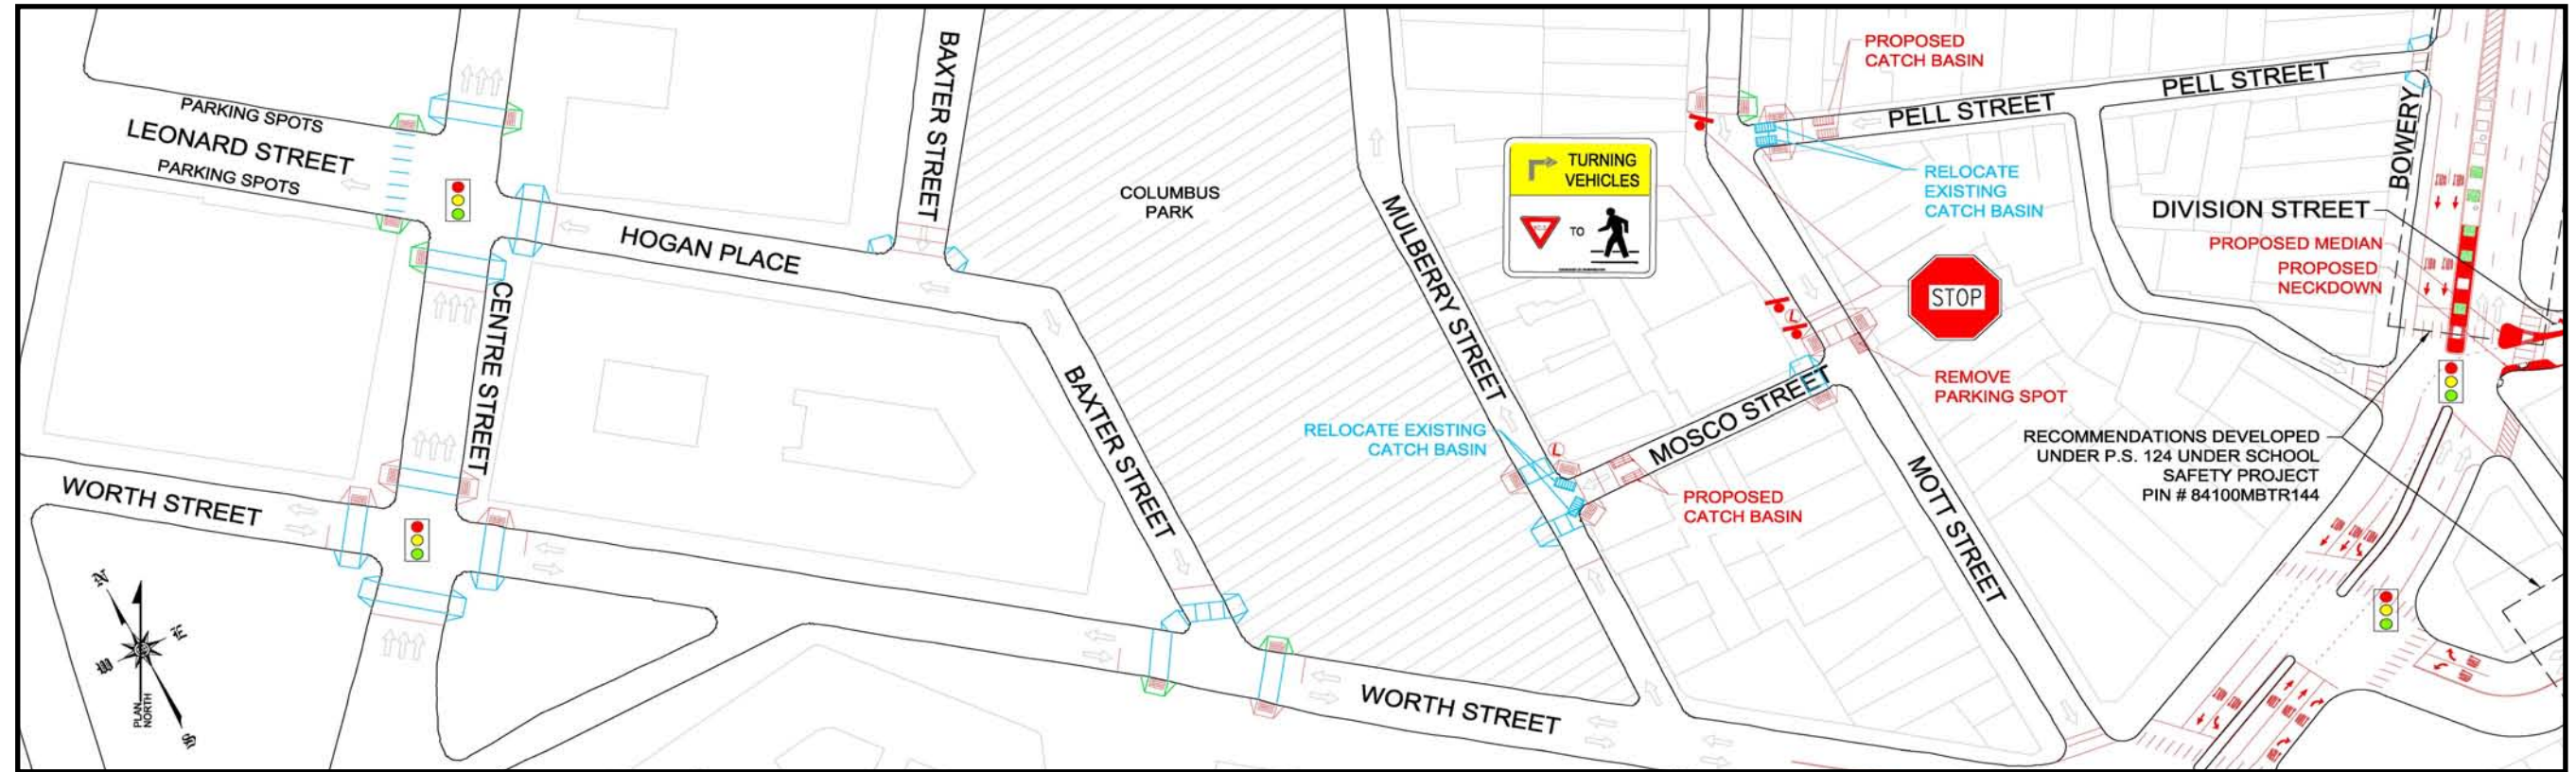 PARKING SPOTS
LEONARD STREET
PARKING SPOTS
HOGAN PLACE
BAXTER STREET
COLUMBUS
PARK
CENTRE STREET
BAXTER STREET
WORTH STREET
WORTH STREET
N
E
W
S
PLAN
NORTH
MULBERRY STREET
TURNING
VEHICLES
TO
RELOCATE EXISTING
CATCH BASIN
L
MOSCO STREET
PROPOSED
CATCH BASIN
L
MOTT STREET
PROPOSED
CATCH BASIN
PELL STREET
PELL STREET
RELOCATE
EXISTING
CATCH BASIN
STOP
REMOVE
PARKING SPOT
BOWERY
DIVISION STREET
PROPOSED MEDIAN
PROPOSED
NECKDOWN
RECOMMENDATIONS DEVELOPED
UNDER P.S. 124 UNDER SCHOOL
SAFETY PROJECT
PIN # 84100MBTR144